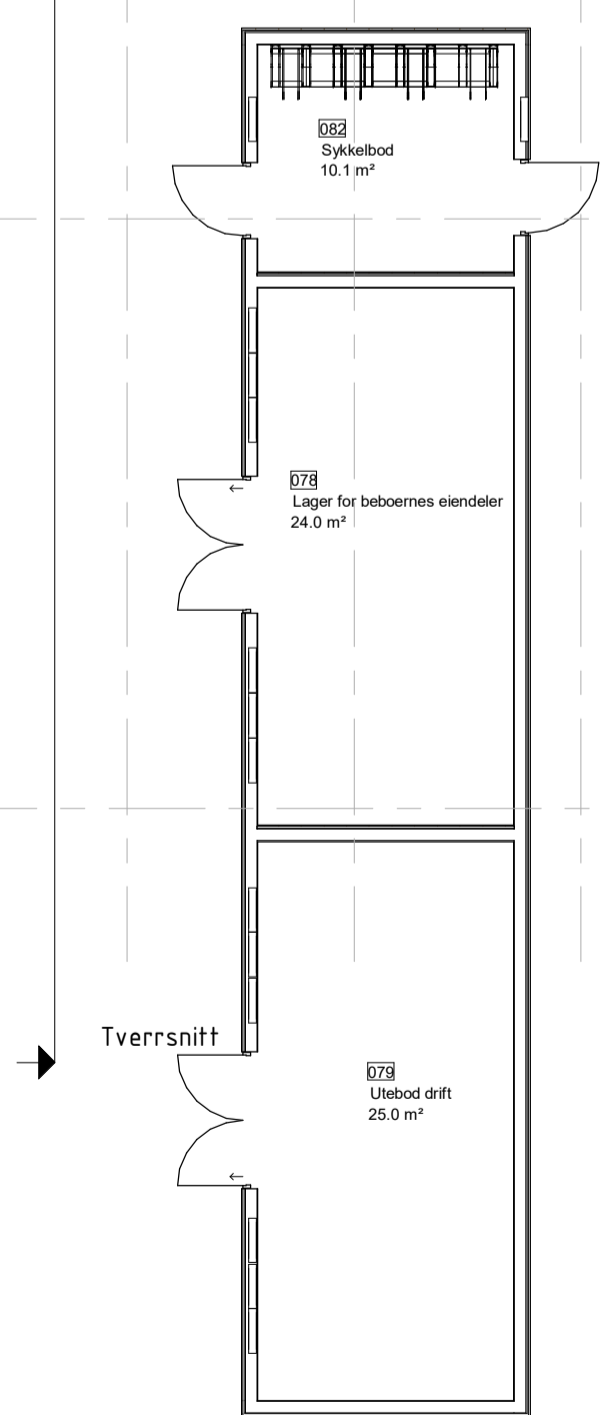 082
Sykkelbod
10.1 m²
078
Lager for beboernes eiendeler
24.0 m²
Tverrsnitt
079
Utebod drift
25.0 m²